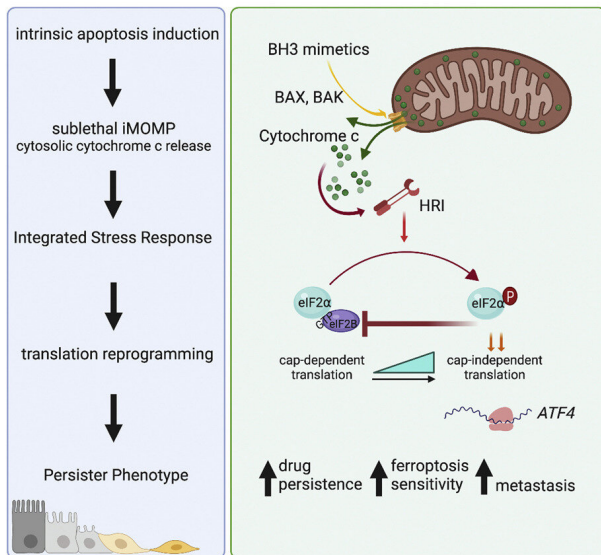 intrinsic apoptosis induction
sublethal iMOMP
cytosolic cytochrome c release
Integrated Stress Response
translation reprogramming
Persister Phenotype
BH3 mimetics
BAX, BAK
Cytochrome c
HRI
eIF2α
GTP
eIF2B
eIF2α
P
cap-dependent
translation
cap-independent
translation
ATF4
drug
persistence
ferroptosis
sensitivity
metastasis